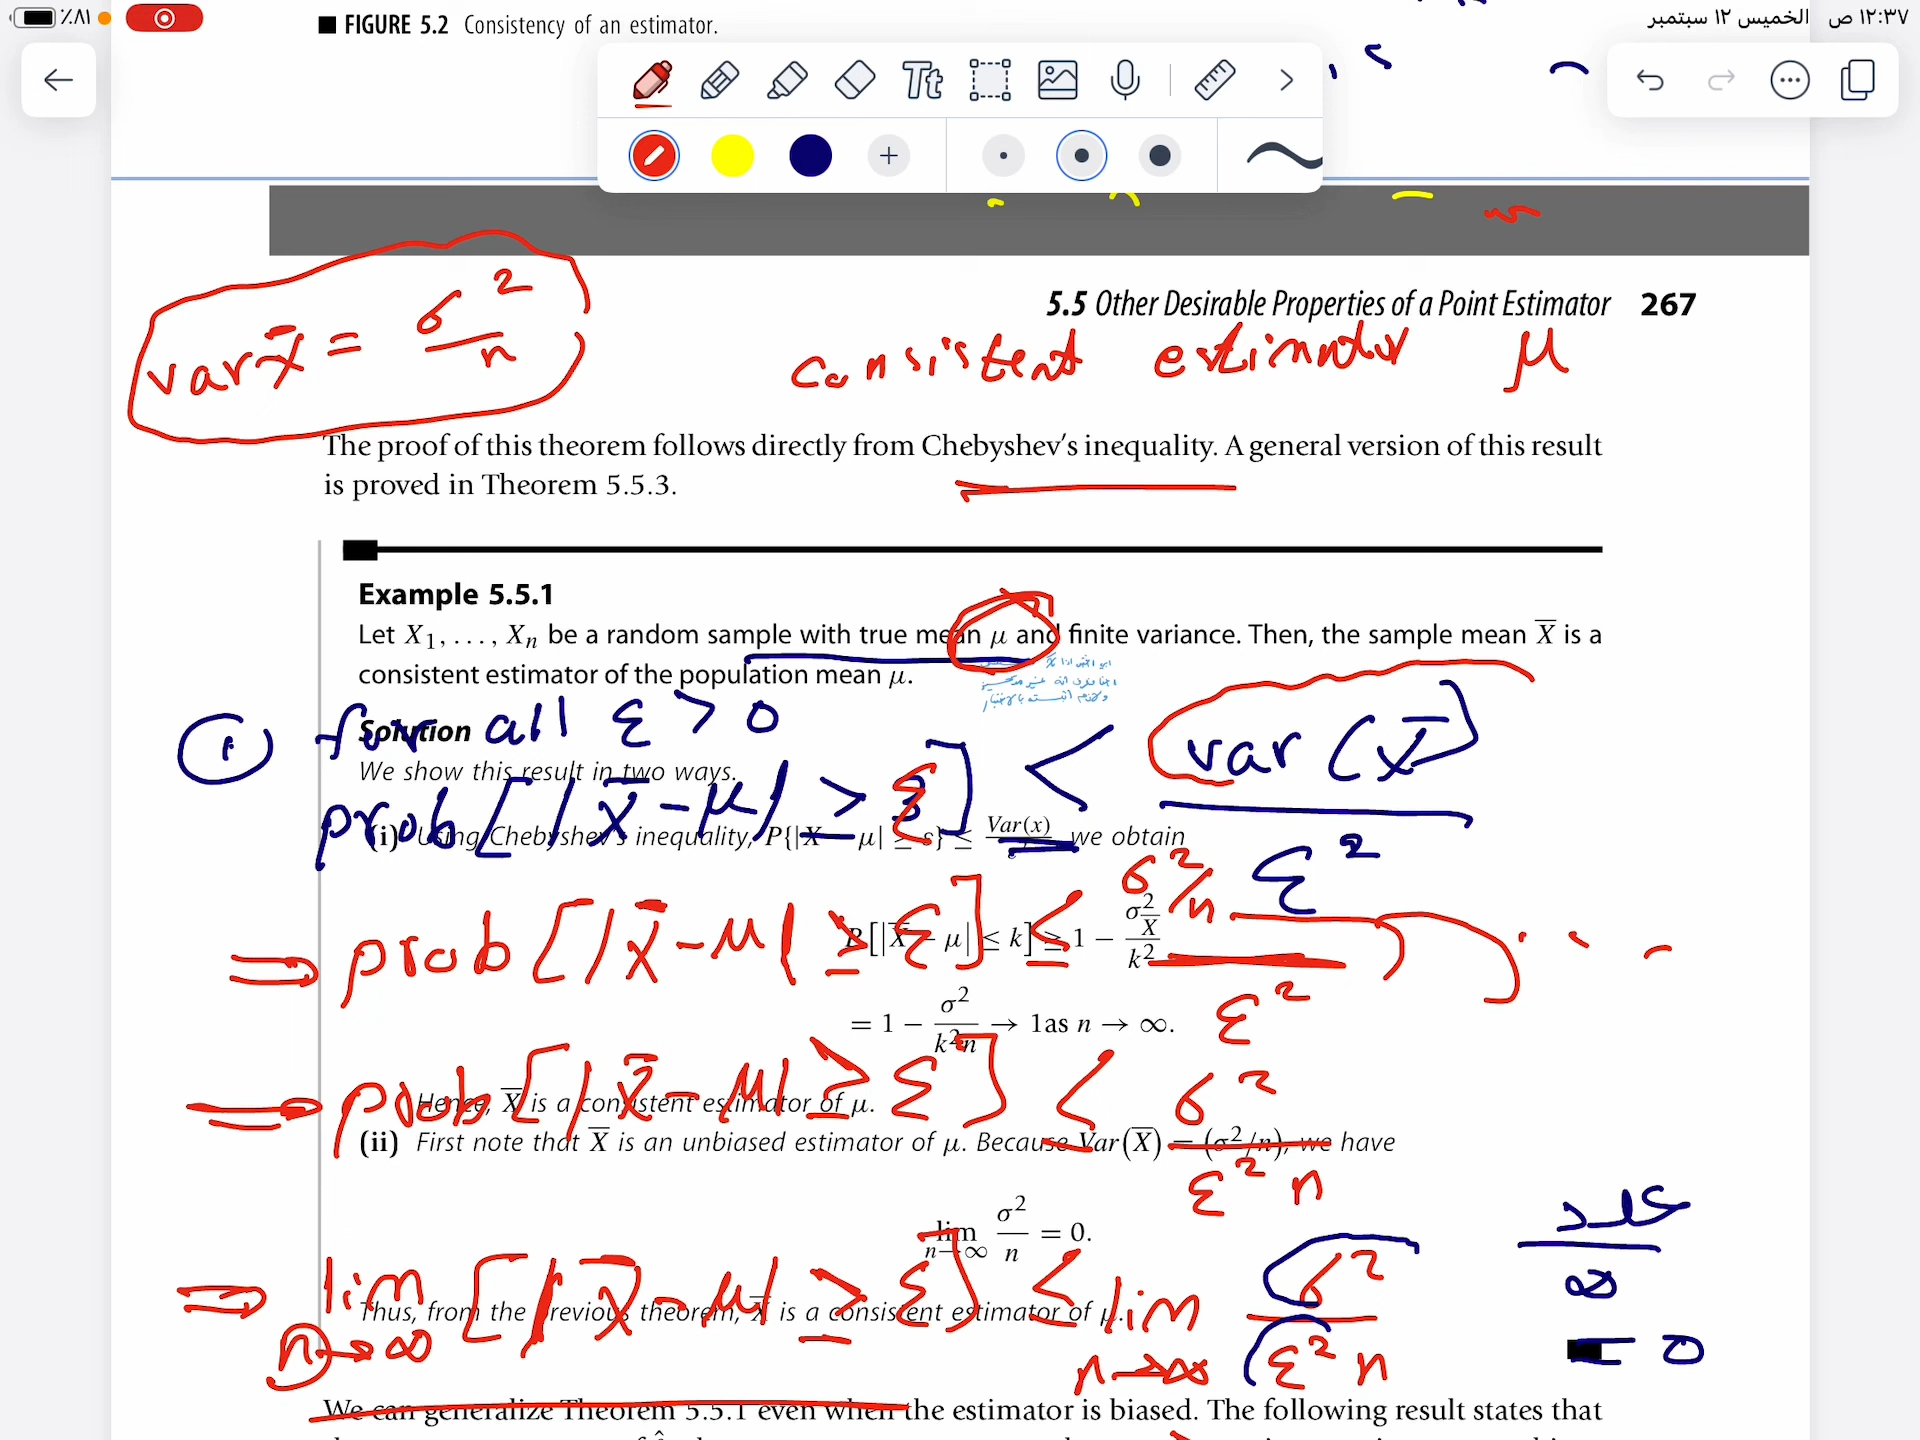 ٪٨١
١٢:٣٧ ص الخميس ١٢ سبتمبر
FIGURE 5.2 Consistency of an estimator.
Tt
5.5 Other Desirable Properties of a Point Estimator 267
var x̄ = σ²/n
consistent estimator μ
The proof of this theorem follows directly from Chebyshev's inequality. A general version of this result
is proved in Theorem 5.5.3.
Example 5.5.1
Let X₁, . . . , Xₙ be a random sample with true mean μ and finite variance. Then, the sample mean X̅ is a
consistent estimator of the population mean μ.
① for all ε > 0
Solution
We show this result in two ways.
prob [|x̄ − μ| ≥ ε] < var(x̄) / ε²
(i) Using Chebyshev's inequality, P{|X − μ| ≥ ε} ≤ Var(x) we obtain
⇒ prob [|x̄ − μ| ≥ ε] ≤ σ²/n / ε²
P[|X̅ − μ| ≤ k] ≥ 1 − σ²X̅ / k²
= 1 − σ² / k²n → 1as n → ∞.
⇒ prob [|x̄ − μ| ≥ ε] < σ² / ε² n
Hence, X̅ is a consistent estimator of μ.
(ii) First note that X̅ is an unbiased estimator of μ. Because Var(X̅) = (σ²/n), we have
lim n→∞ σ²/n = 0.
⇒ lim n→∞ [|x̄ − μ| ≥ ε] < lim n→∞ σ² / ε² n
عدد / ∞ = 0
Thus, from the previous theorem, X̅ is a consistent estimator of μ.
We can generalize Theorem 5.5.1 even when the estimator is biased. The following result states that